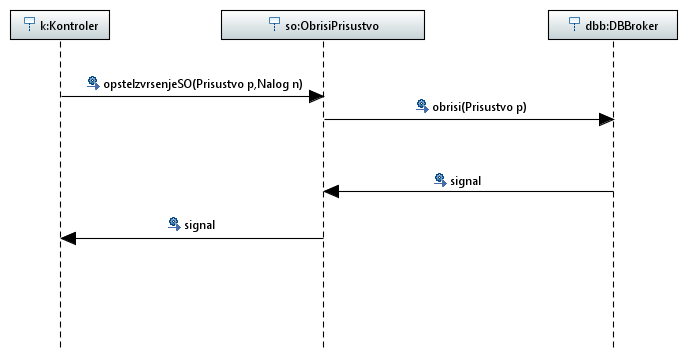 k:Kontroler
so:ObrisiPrisustvo
dbb:DBBroker
opsteIzvrsenjeSO(Prisustvo p,Nalog n)
obrisi(Prisustvo p)
signal
signal